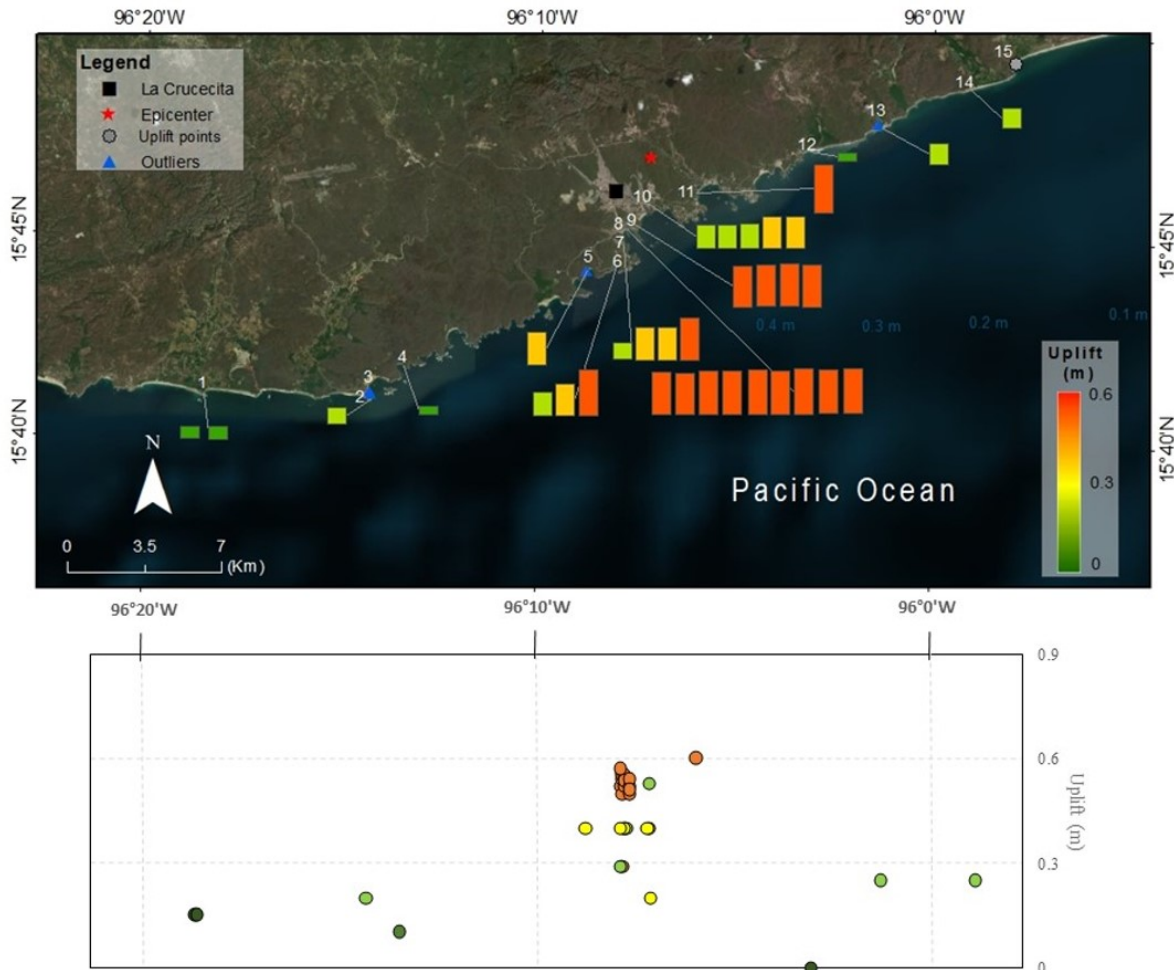 96°20'W 96°10'W 96°0'W
Legend
La Crucecita
Epicenter
Uplift points
Outliers
15
14
13
12
11
10
9
8
7
6
5
4
3
2
1
15°45'N
15°45'N
0.4 m 0.3 m 0.2 m 0.1 m
Uplift
(m)
0.6
0.3
0
15°40'N
15°40'N
N
Pacific Ocean
0 3.5 7
(Km)
96°20'W 96°10'W 96°0'W
0.9
0.6
Uplift (m)
0.3
0